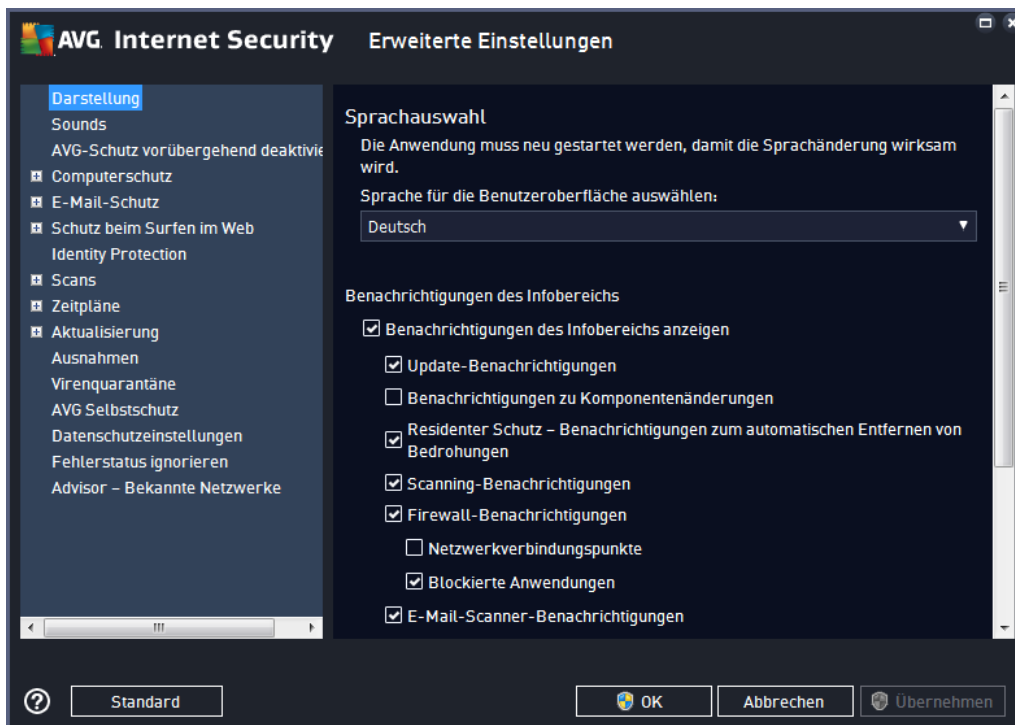 AVG Internet Security Erweiterte Einstellungen
Darstellung
Sounds
AVG-Schutz vorübergehend deaktivie
Computerschutz
E-Mail-Schutz
Schutz beim Surfen im Web
Identity Protection
Scans
Zeitpläne
Aktualisierung
Ausnahmen
Virenquarantäne
AVG Selbstschutz
Datenschutzeinstellungen
Fehlerstatus ignorieren
Advisor – Bekannte Netzwerke
Sprachauswahl
Die Anwendung muss neu gestartet werden, damit die Sprachänderung wirksam
wird.
Sprache für die Benutzeroberfläche auswählen:
Deutsch
Benachrichtigungen des Infobereichs
Benachrichtigungen des Infobereichs anzeigen
Update-Benachrichtigungen
Benachrichtigungen zu Komponentenänderungen
Residenter Schutz – Benachrichtigungen zum automatischen Entfernen von
Bedrohungen
Scanning-Benachrichtigungen
Firewall-Benachrichtigungen
Netzwerkverbindungspunkte
Blockierte Anwendungen
E-Mail-Scanner-Benachrichtigungen
? Standard OK Abbrechen Übernehmen